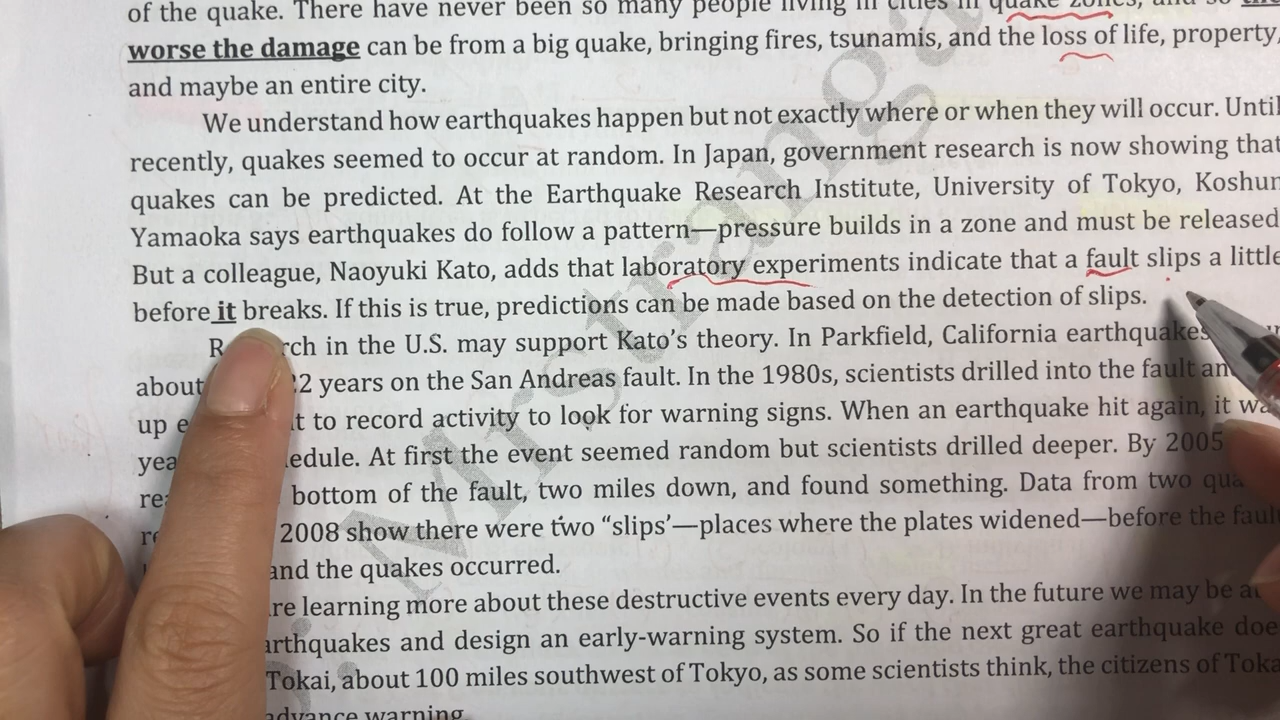 of the quake. There have never been so many people living in cities in quake zones, and so the
worse the damage can be from a big quake, bringing fires, tsunamis, and the loss of life, property,
and maybe an entire city.
We understand how earthquakes happen but not exactly where or when they will occur. Until
recently, quakes seemed to occur at random. In Japan, government research is now showing that
quakes can be predicted. At the Earthquake Research Institute, University of Tokyo, Koshun
Yamaoka says earthquakes do follow a pattern—pressure builds in a zone and must be released
But a colleague, Naoyuki Kato, adds that laboratory experiments indicate that a fault slips a little
before it breaks. If this is true, predictions can be made based on the detection of slips.
in the U.S. may support Kato's theory. In Parkfield, California earthquakes
about 22 years on the San Andreas fault. In the 1980s, scientists drilled into the fault
up to record activity to look for warning signs. When an earthquake hit again, it
At first the event seemed random but scientists drilled deeper. By 2005
bottom of the fault, two miles down, and found something. Data from two
2008 show there were two “slips’—places where the plates widened—before the fault
and the quakes occurred.
learning more about these destructive events every day. In the future we may be
and design an early-warning system. So if the next great earthquake
Tokai, about 100 miles southwest of Tokyo, as some scientists think, the citizens of
advance warning.
Mrstranga